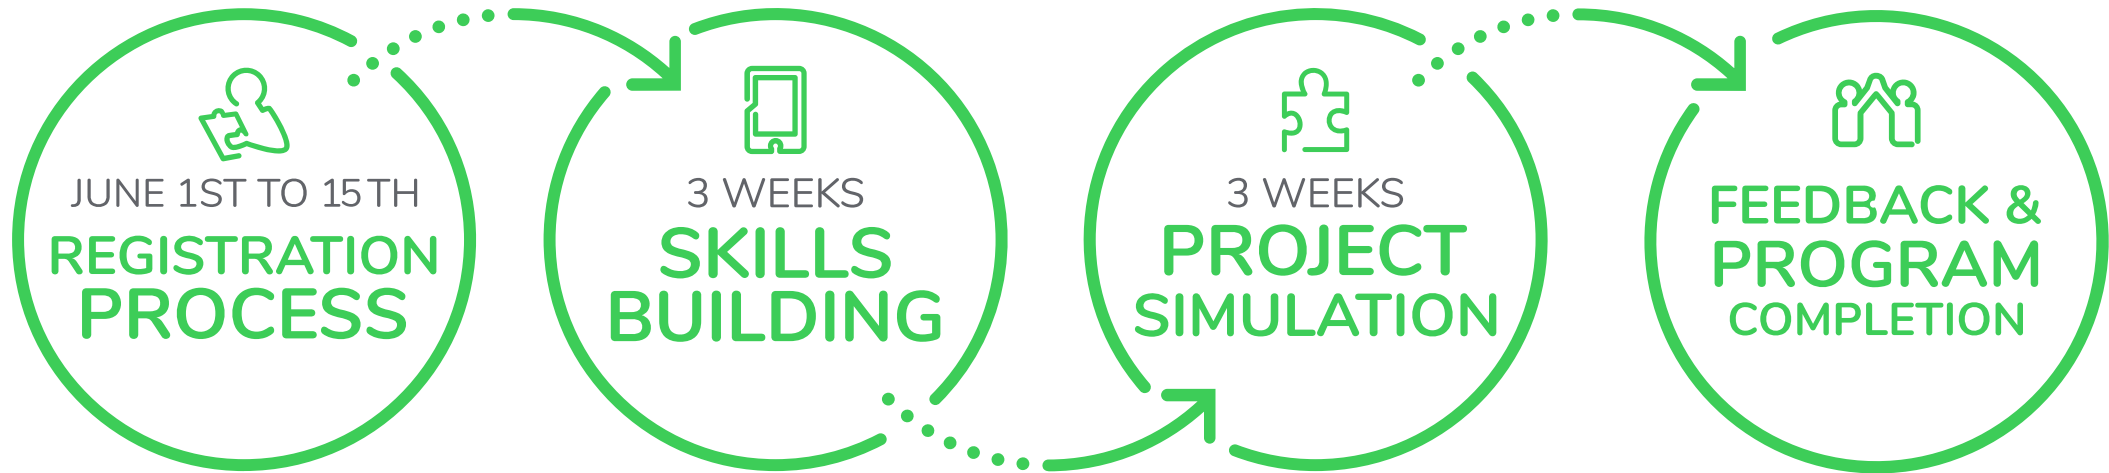 JUNE 1ST TO 15TH
REGISTRATION
PROCESS
3 WEEKS
SKILLS
BUILDING
3 WEEKS
PROJECT
SIMULATION
FEEDBACK &
PROGRAM
COMPLETION